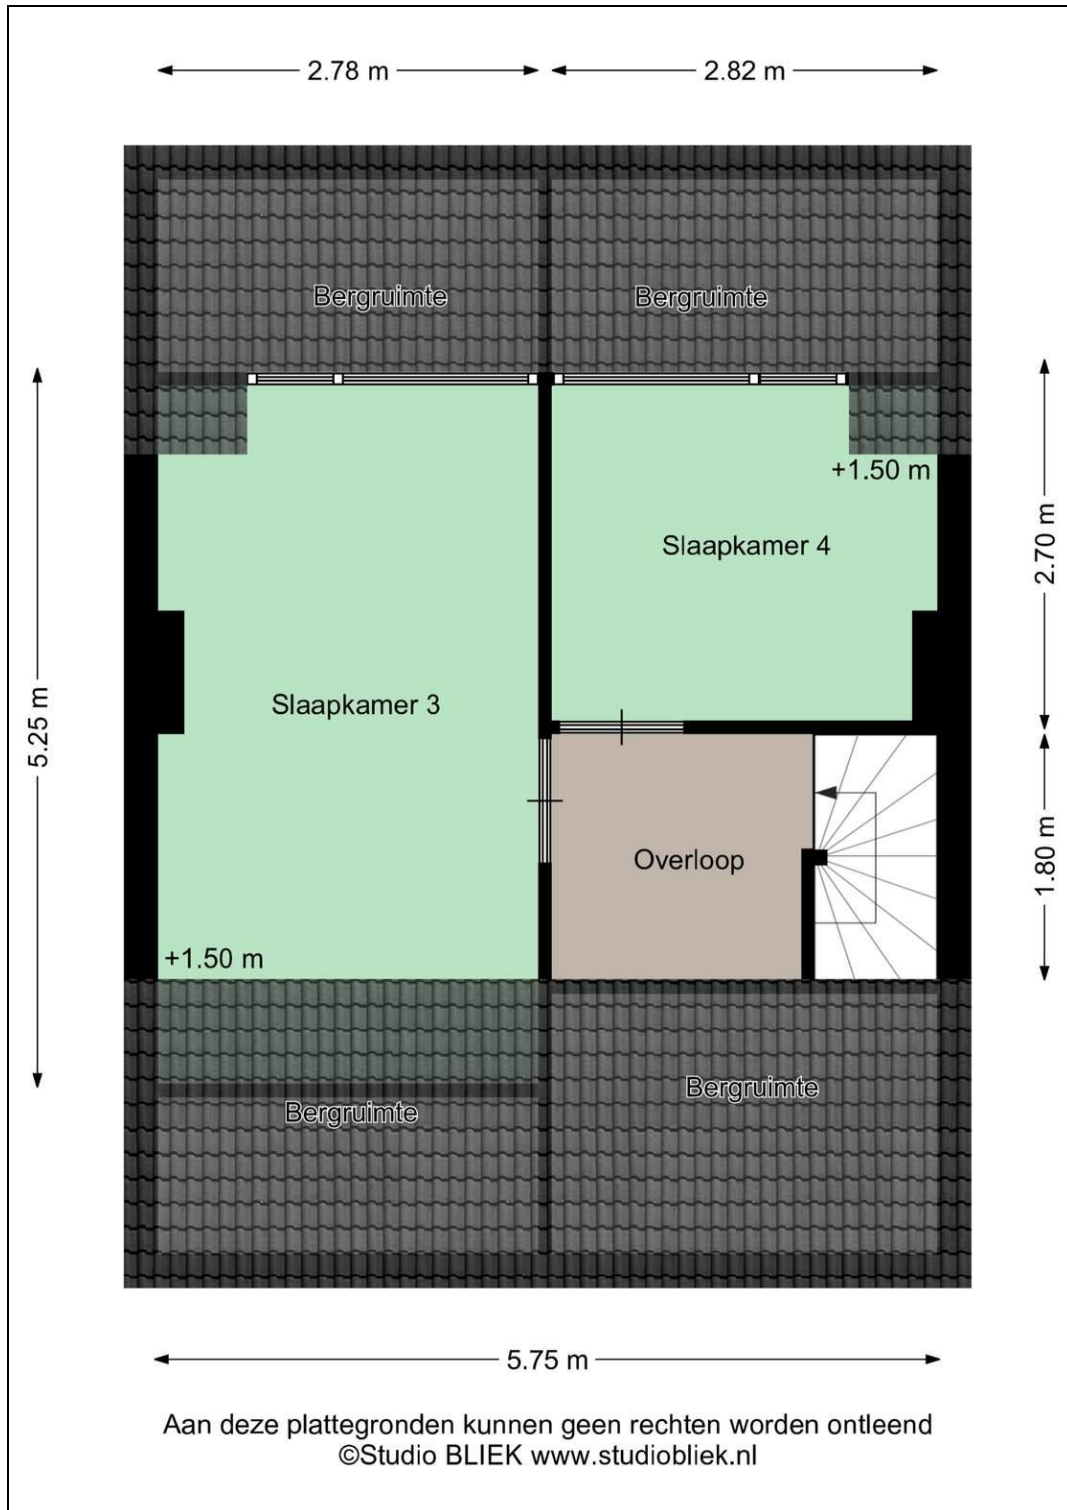 2.78 m
2.82 m
Bergruimte
Bergruimte
+1.50 m
2.70 m
Slaapkamer 4
Slaapkamer 3
5.25 m
Overloop
1.80 m
+1.50 m
Bergruimte
Bergruimte
5.75 m
Aan deze plattegronden kunnen geen rechten worden ontleend
©Studio BLIEK www.studiobliek.nl